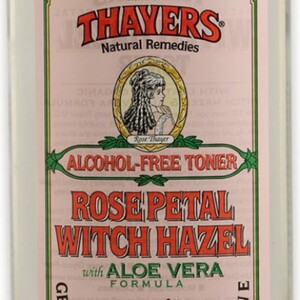 THAYERS
Natural Remedies
Rose Thayer
ALCOHOL-FREE TONER
ROSE PETAL
WITCH HAZEL
with ALOE VERA
FORMULA